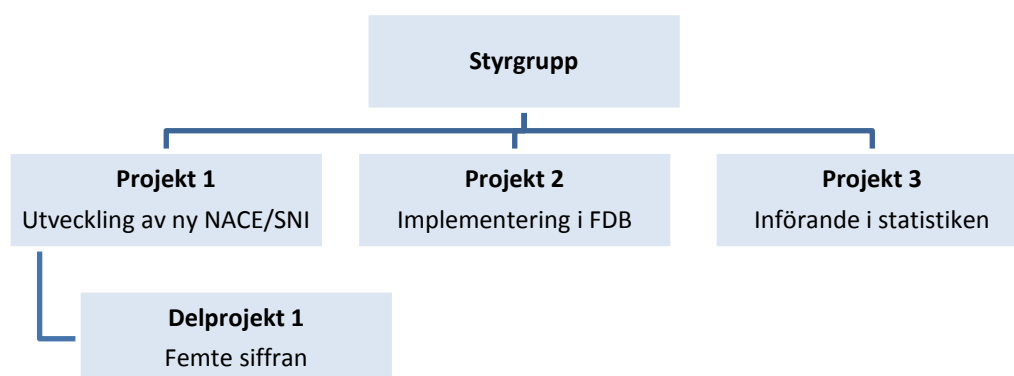 Styrgrupp
Projekt 1
Utveckling av ny NACE/SNI
Projekt 2
Implementering i FDB
Projekt 3
Införande i statistiken
Delprojekt 1
Femte siffran